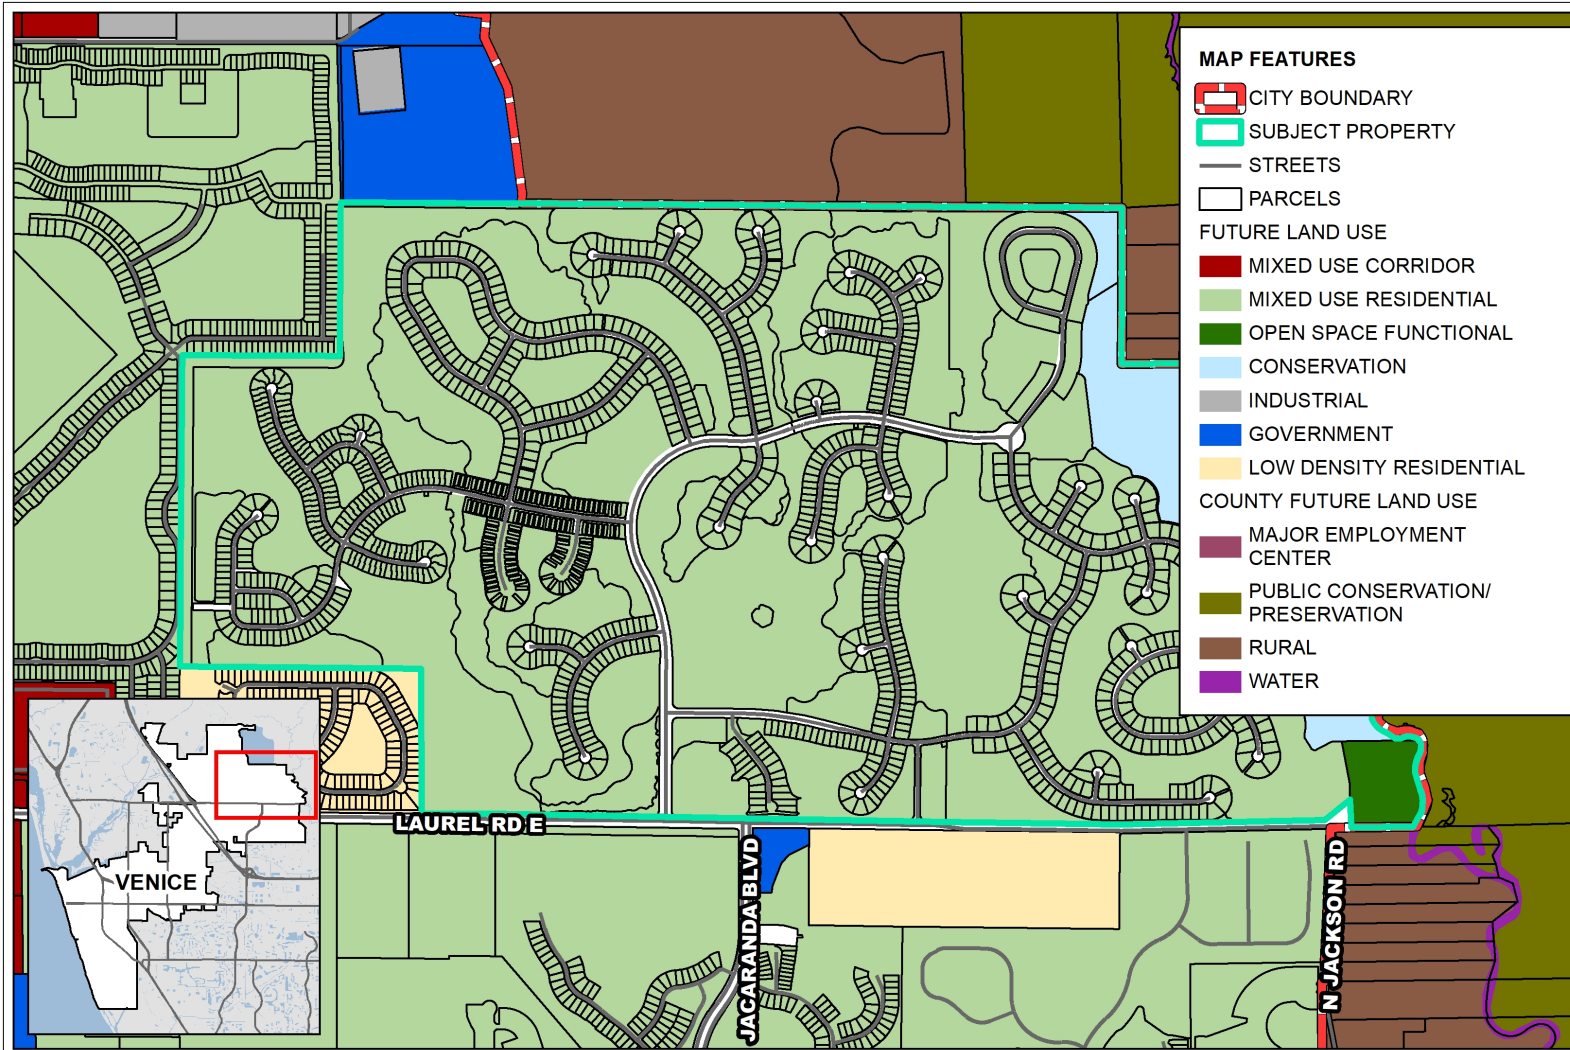 MAP FEATURES
CITY BOUNDARY
SUBJECT PROPERTY
STREETS
PARCELS
FUTURE LAND USE
MIXED USE CORRIDOR
MIXED USE RESIDENTIAL
OPEN SPACE FUNCTIONAL
CONSERVATION
INDUSTRIAL
GOVERNMENT
LOW DENSITY RESIDENTIAL
COUNTY FUTURE LAND USE
MAJOR EMPLOYMENT
CENTER
PUBLIC CONSERVATION/
PRESERVATION
RURAL
WATER
LAUREL RD E
JACARANDA BLVD
N JACKSON RD
VENICE